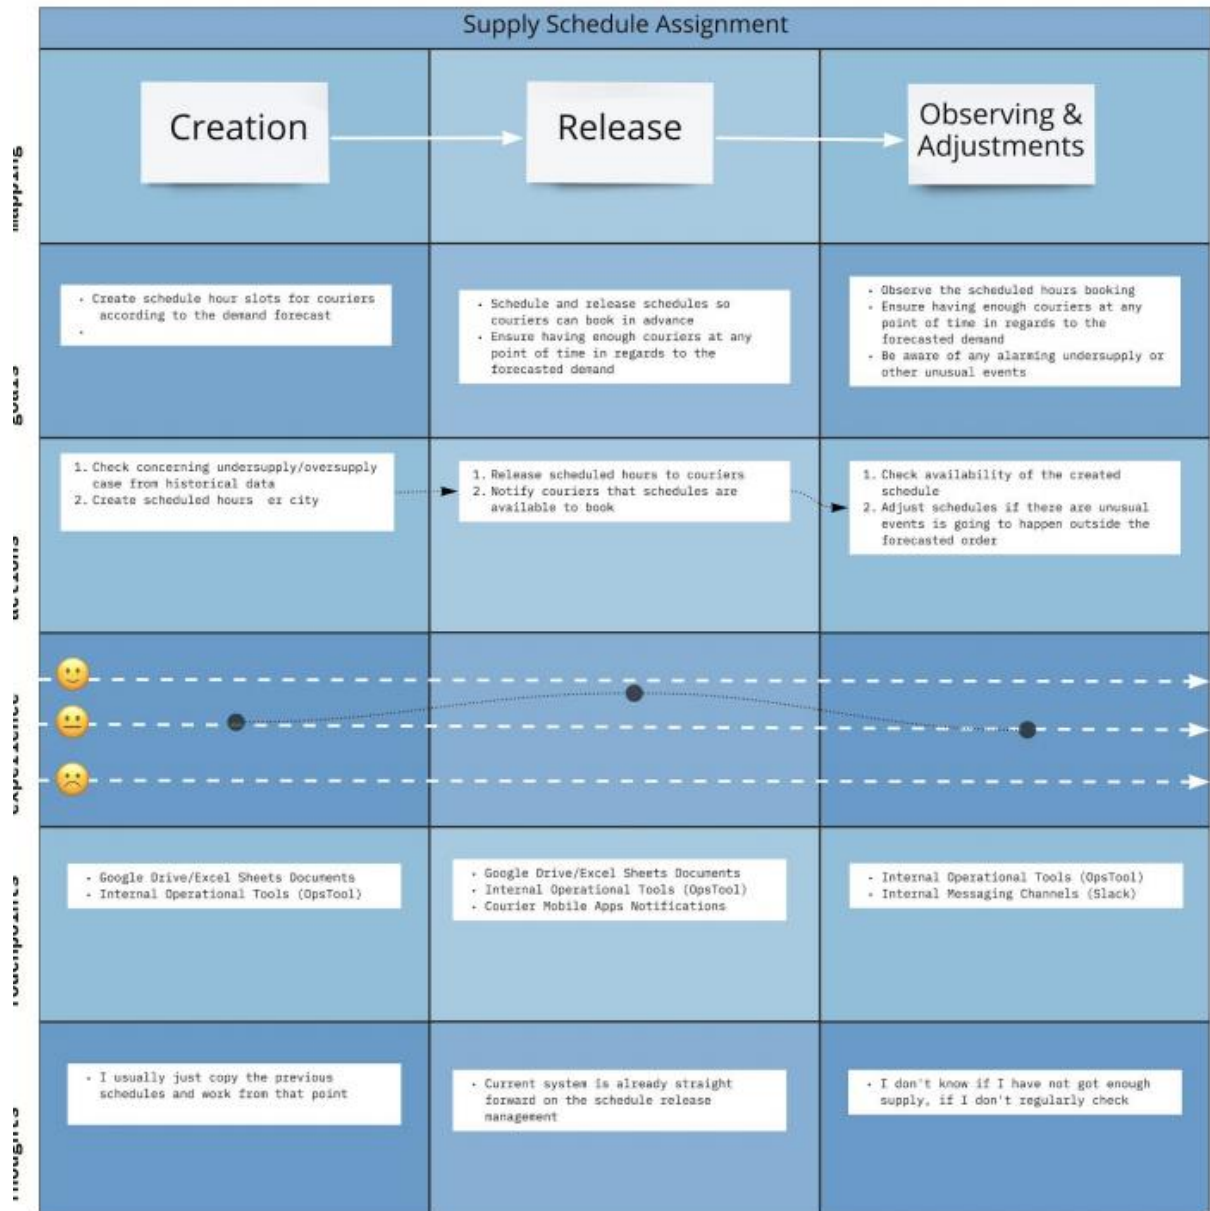 Supply Schedule Assignment
mapping
Creation
Release
Observing &
Adjustments
goals
- Create schedule hour slots for couriers
according to the demand forecast
-
- Schedule and release schedules so
couriers can book in advance
- Ensure having enough couriers at any
point of time in regards to the
forecasted demand
- Observe the scheduled hours booking
- Ensure having enough couriers at any
point of time in regards to the
forecasted demand
- Be aware of any alarming undersupply or
other unusual events
actions
1. Check concerning undersupply/oversupply
case from historical data
2. Create scheduled hours er city
1. Release scheduled hours to couriers
2. Notify couriers that schedules are
available to book
1. Check availability of the created
schedule
2. Adjust schedules if there are unusual
events is going to happen outside the
forecasted order
experience
Touchpoints
- Google Drive/Excel Sheets Documents
- Internal Operational Tools (OpsTool)
- Google Drive/Excel Sheets Documents
- Internal Operational Tools (OpsTool)
- Courier Mobile Apps Notifications
- Internal Operational Tools (OpsTool)
- Internal Messaging Channels (Slack)
Thoughts
- I usually just copy the previous
schedules and work from that point
- Current system is already straight
forward on the schedule release
management
- I don't know if I have not got enough
supply, if I don't regularly check